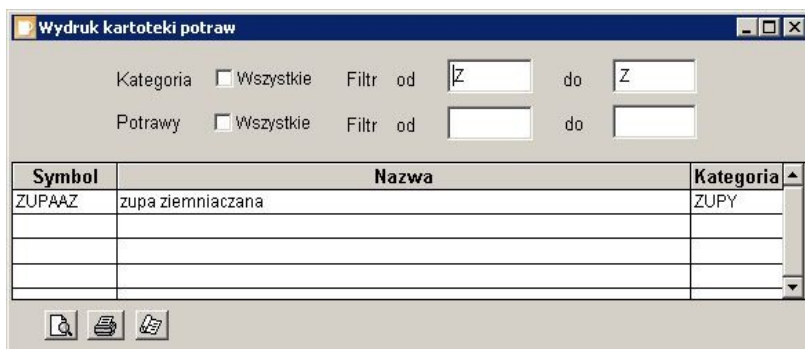 Wydruk kartoteki potraw
Kategoria Wszystkie Filtr od Z do Z
Potrawy Wszystkie Filtr od do
Symbol Nazwa Kategoria
ZUPAAZ zupa ziemniaczana ZUPY